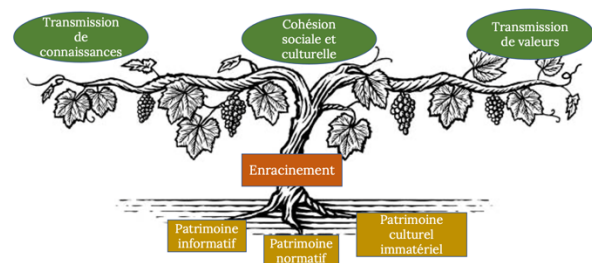 Transmission
de
connaissances
Cohésion
sociale et
culturelle
Transmission
de valeurs
Enracinement
Patrimoine
informatif
Patrimoine
normatif
Patrimoine
culturel
immatériel